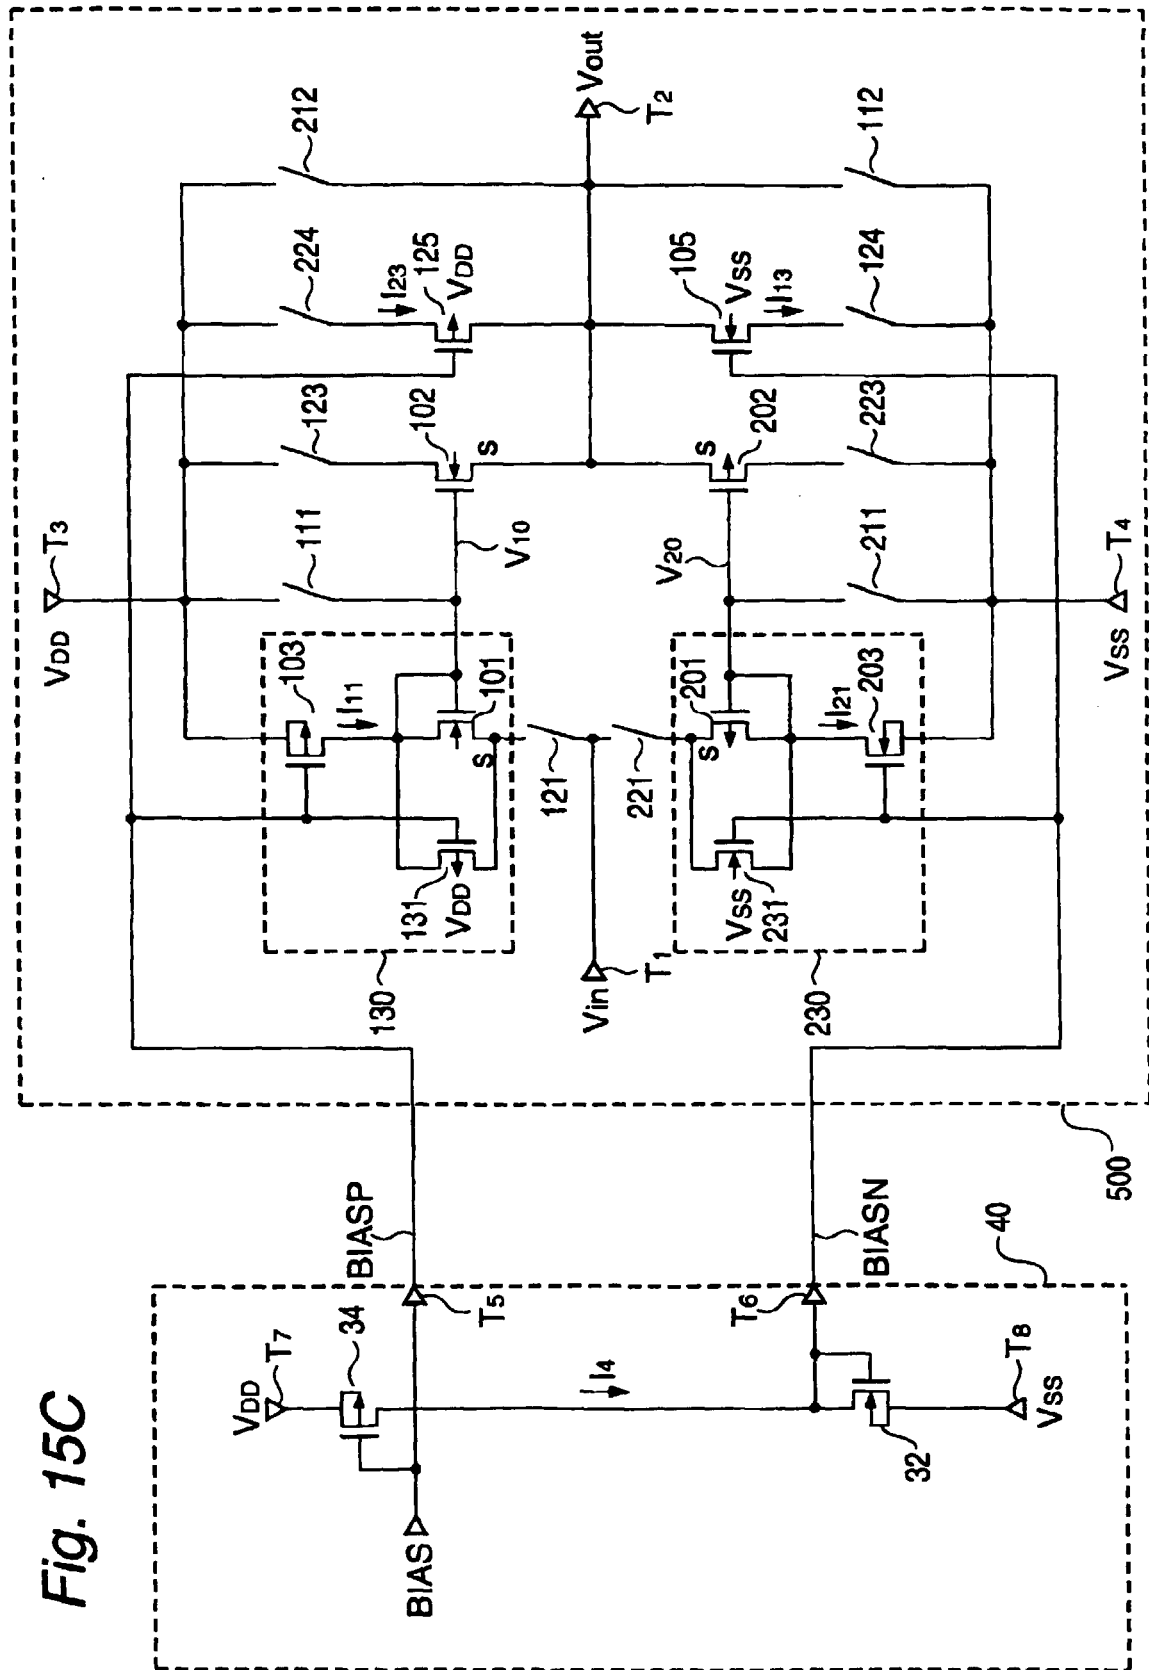 Fig. 15C
BIAS
VDD
T7
34
T5
BIASP
I4
T6
BIASN
32
VSS
T8
40
500
VDD
T3
130
131
VDD
103
I11
101
S
111
V10
123
102
S
224
I23
125
VDD
212
Vin
T1
121
221
Vout
T2
230
VSS
231
201
S
I21
203
V20
211
202
S
223
105
VSS
I13
124
112
VSS
T4